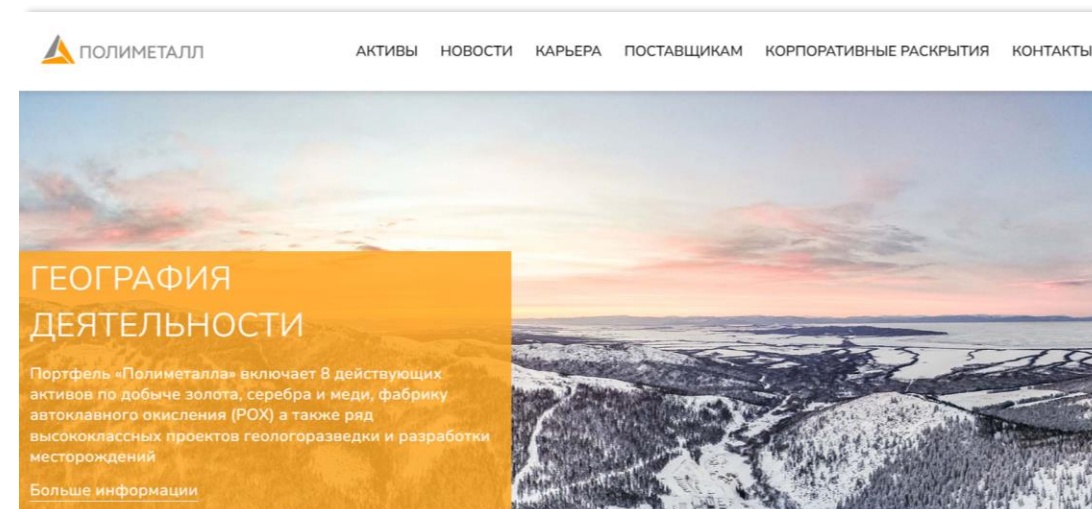 ПОЛИМЕТАЛЛ
АКТИВЫ НОВОСТИ КАРЬЕРА ПОСТАВЩИКАМ КОРПОРАТИВНЫЕ РАСКРЫТИЯ КОНТАКТЫ
ГЕОГРАФИЯ
ДЕЯТЕЛЬНОСТИ
Портфель «Полиметалла» включает 8 действующих
активов по добыче золота, серебра и меди, фабрику
автоклавного окисления (POX) а также ряд
высококлассных проектов геологоразведки и разработки
месторождений
Больше информации